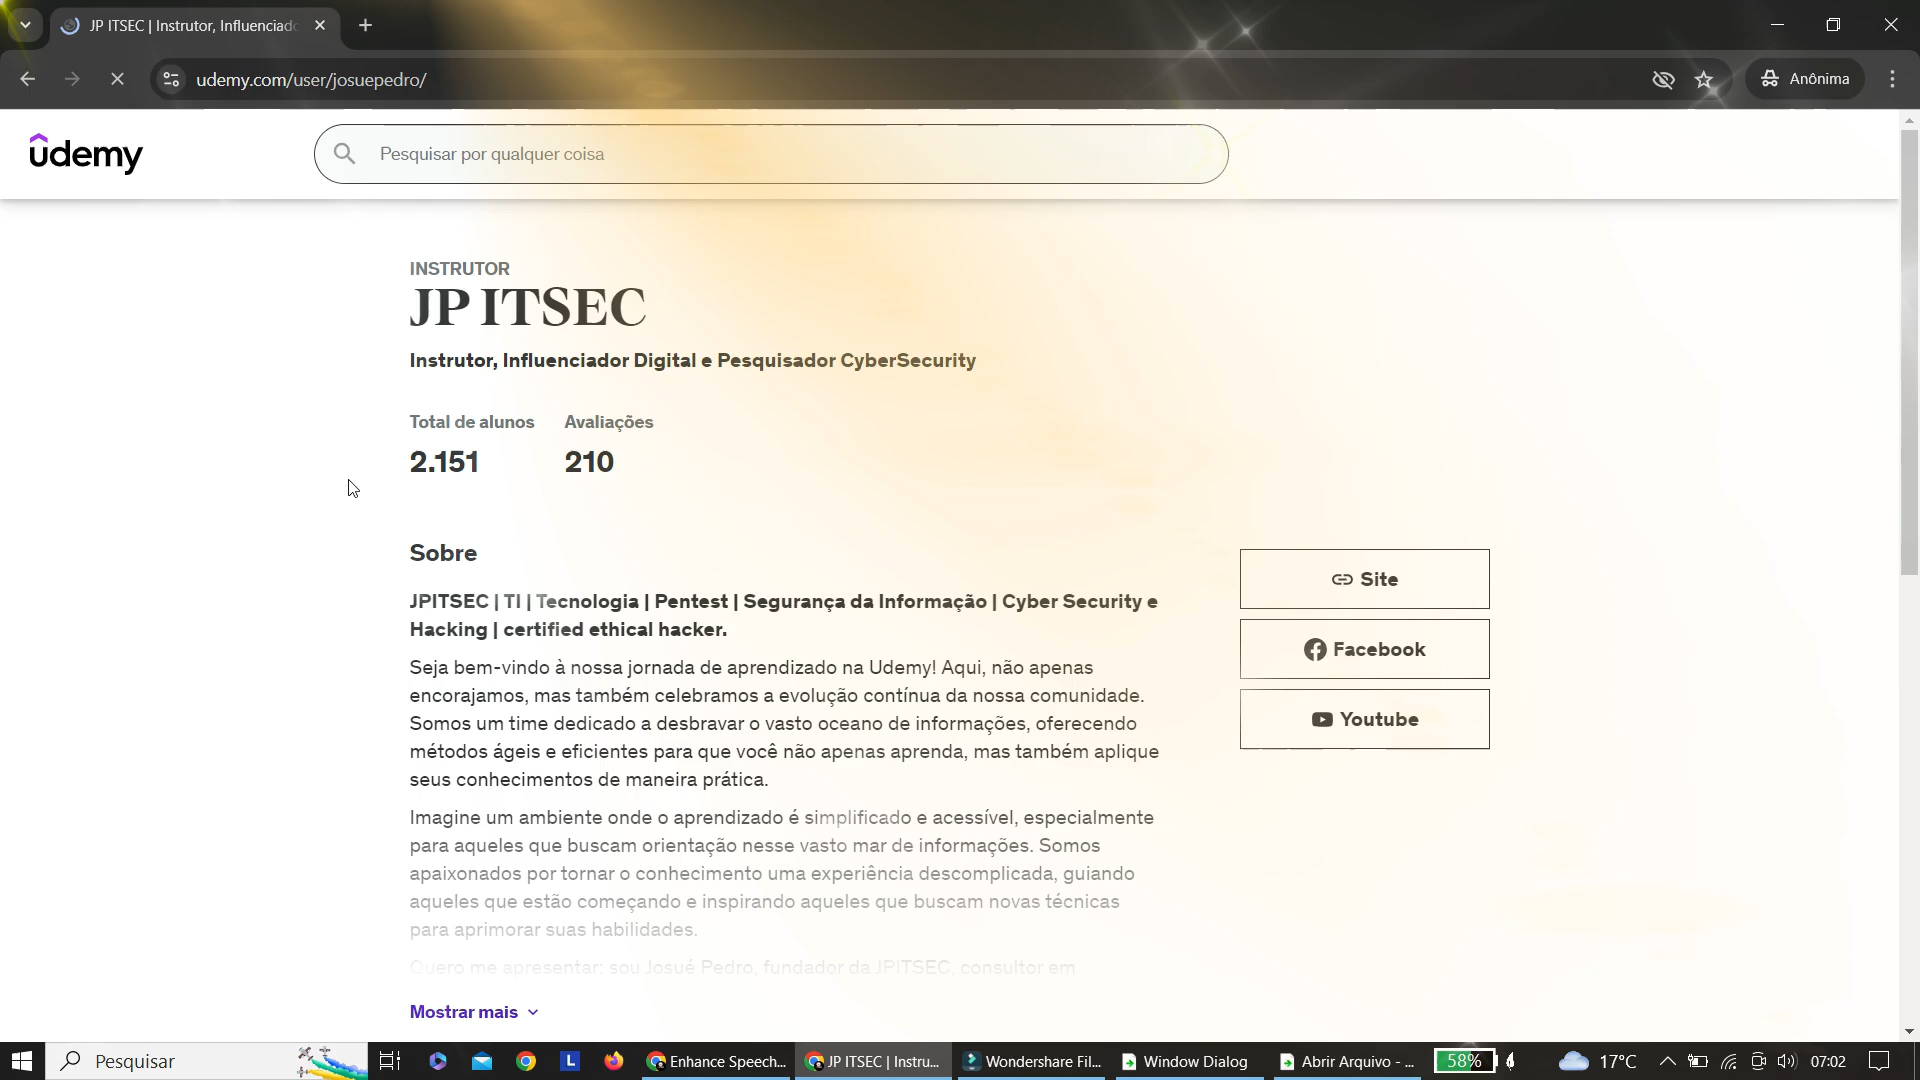 JP ITSEC | Instrutor, Influenciado
udemy.com/user/josuepedro/
Anônima
ûdemy
Pesquisar por qualquer coisa
INSTRUTOR
JP ITSEC
Instrutor, Influenciador Digital e Pesquisador CyberSecurity
Total de alunos Avaliações
2.151 210
Sobre
JPITSEC | TI | Tecnologia | Pentest | Segurança da Informação | Cyber Security e
Hacking | certified ethical hacker.
Seja bem-vindo à nossa jornada de aprendizado na Udemy! Aqui, não apenas
encorajamos, mas também celebramos a evolução contínua da nossa comunidade.
Somos um time dedicado a desbravar o vasto oceano de informações, oferecendo
métodos ágeis e eficientes para que você não apenas aprenda, mas também aplique
seus conhecimentos de maneira prática.
Imagine um ambiente onde o aprendizado é simplificado e acessível, especialmente
para aqueles que buscam orientação nesse vasto mar de informações. Somos
apaixonados por tornar o conhecimento uma experiência descomplicada, guiando
aqueles que estão começando e inspirando aqueles que buscam novas técnicas
para aprimorar suas habilidades.
Quero me apresentar: sou Josué Pedro, fundador da JPITSEC, consultor em
Mostrar mais
Site
Facebook
Youtube
Pesquisar
L
Enhance Speech...
JP ITSEC | Instru...
Wondershare Fil...
Window Dialog
Abrir Arquivo - ...
58%
17°C
07:02